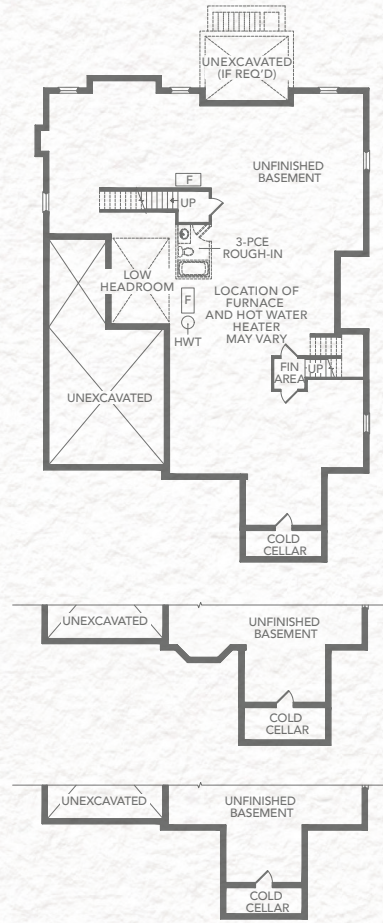 UNEXCAVATED
(IF REQ'D)
UNFINISHED
BASEMENT
F
UP
3-PCE
ROUGH-IN
LOW
HEADROOM
F
HWT
LOCATION OF
FURNACE
AND HOT WATER
HEATER
MAY VARY
FIN
AREA
UP
UNEXCAVATED
COLD
CELLAR
UNEXCAVATED
UNFINISHED
BASEMENT
COLD
CELLAR
UNEXCAVATED
UNFINISHED
BASEMENT
COLD
CELLAR